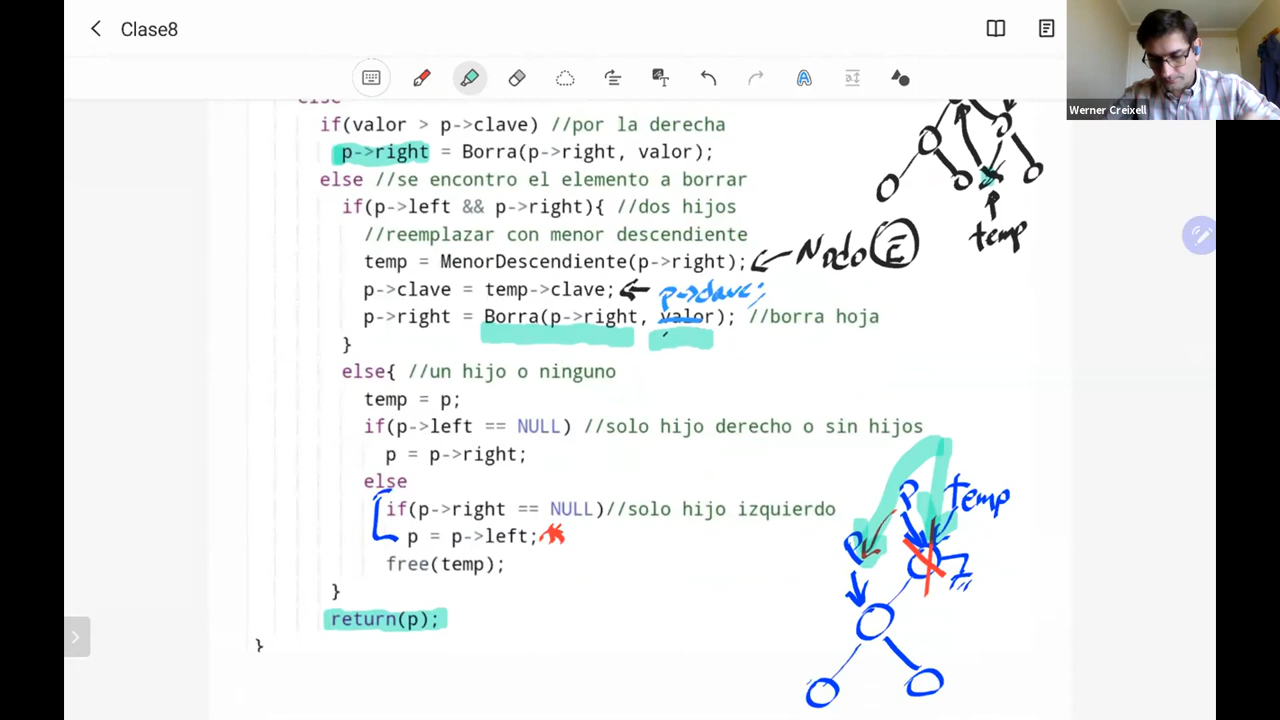 Clase8
Werner Creixell
else
if(valor > p->clave) //por la derecha
p->right = Borra(p->right, valor);
else //se encontro el elemento a borrar
if(p->left && p->right){ //dos hijos
//reemplazar con menor descendiente
temp
temp = MenorDescendiente(p->right); Nodo E
p->clave = temp->clave; p->clave;
p->right = Borra(p->right, valor); //borra hoja
}
else{ //un hijo o ninguno
temp = p;
if(p->left == NULL) //solo hijo derecho o sin hijos
p = p->right;
else
P temp
if(p->right == NULL)//solo hijo izquierdo
p = p->left;
P
free(temp);
}
return(p);
}